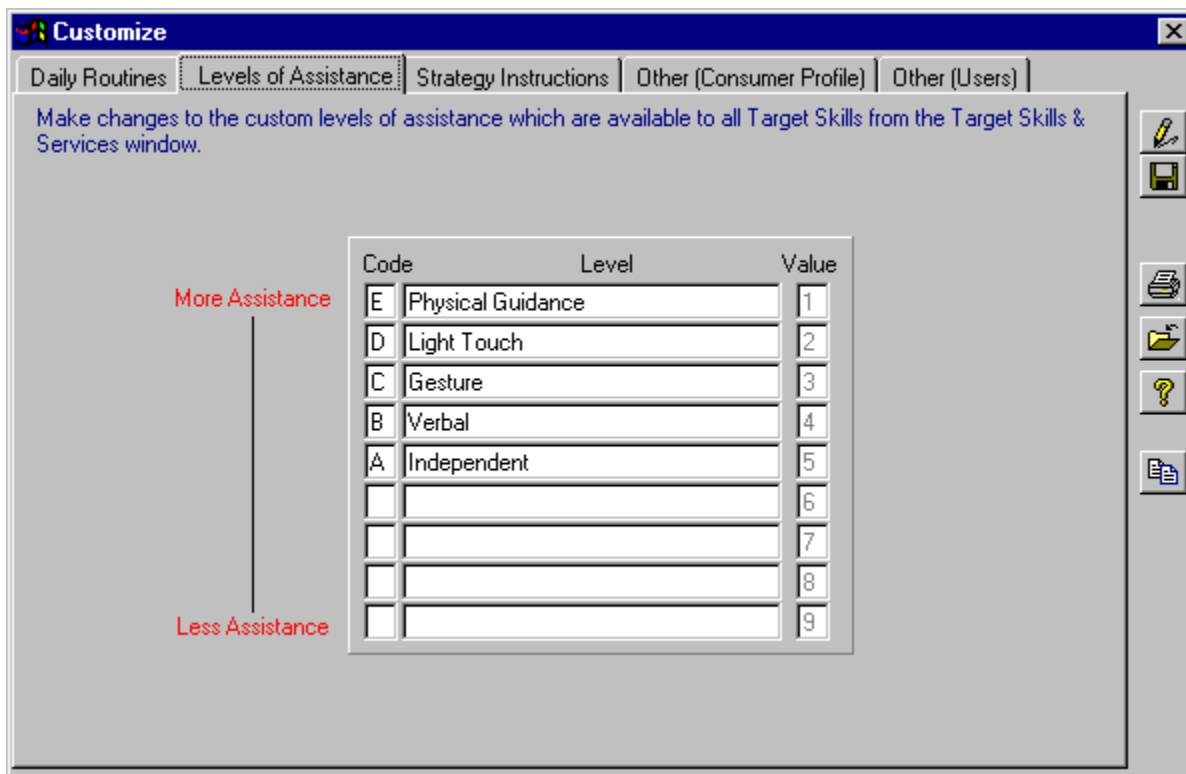 Customize
Daily Routines Levels of Assistance Strategy Instructions Other (Consumer Profile) Other (Users)
Make changes to the custom levels of assistance which are available to all Target Skills from the Target Skills &
Services window.
Code Level Value
More Assistance E Physical Guidance 1
D Light Touch 2
C Gesture 3
B Verbal 4
A Independent 5
6
7
8
Less Assistance 9